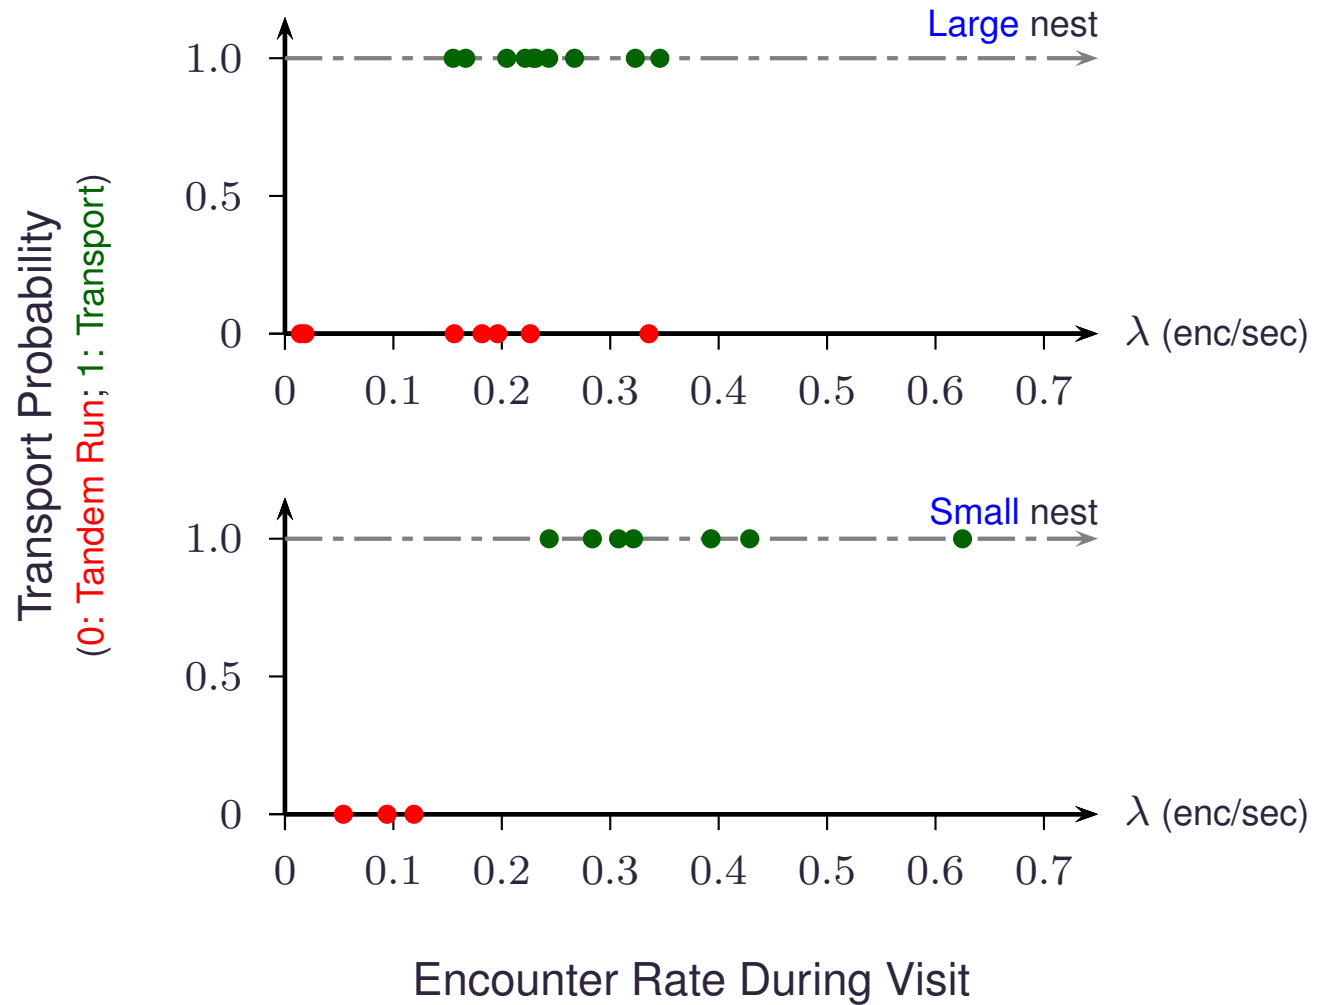 Transport Probability
(0: Tandem Run; 1: Transport)
Large nest
1.0
0.5
0
λ (enc/sec)
0 0.1 0.2 0.3 0.4 0.5 0.6 0.7
Small nest
1.0
0.5
0
λ (enc/sec)
0 0.1 0.2 0.3 0.4 0.5 0.6 0.7
Encounter Rate During Visit